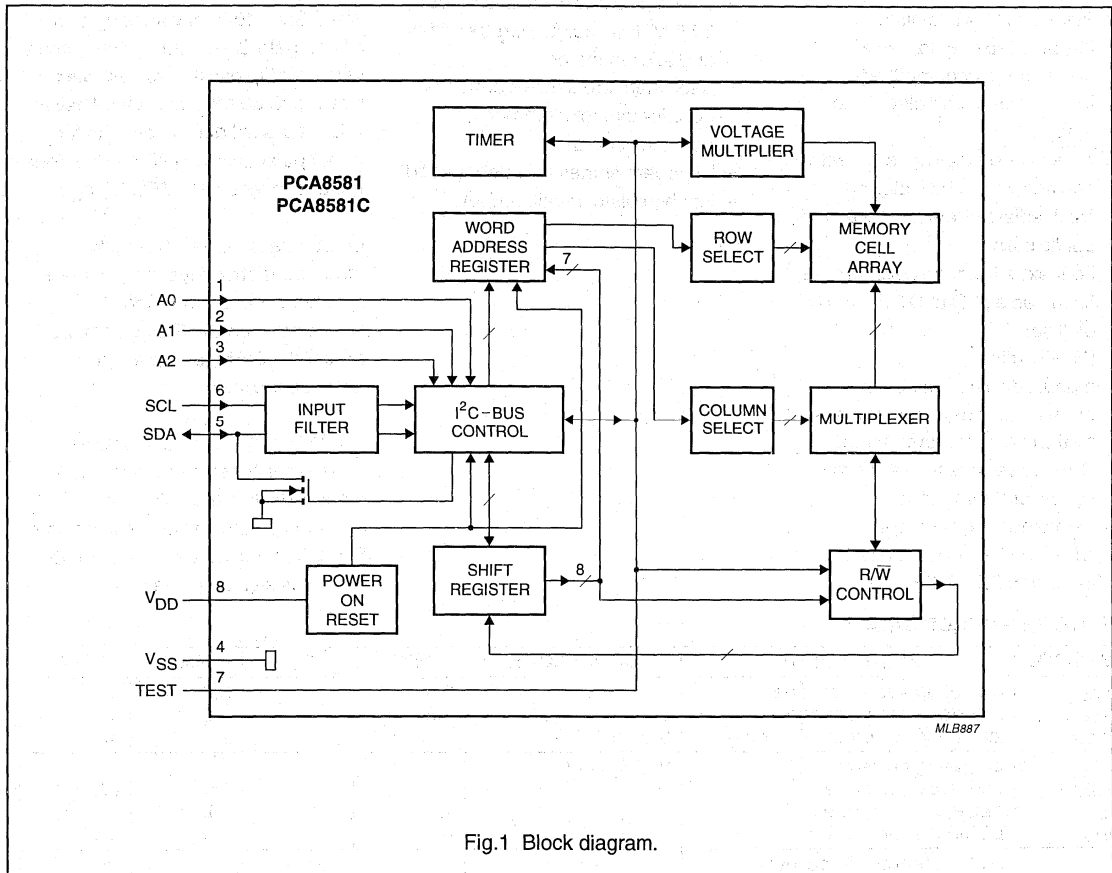 PCA8581
PCA8581C
TIMER
VOLTAGE
MULTIPLIER
WORD
ADDRESS
REGISTER
7
ROW
SELECT
MEMORY
CELL
ARRAY
A0
1
A1
2
A2
3
SCL
6
SDA
5
INPUT
FILTER
I²C-BUS
CONTROL
COLUMN
SELECT
MULTIPLEXER
SHIFT
REGISTER
8
R/W̅
CONTROL
POWER
ON
RESET
VDD
8
VSS
4
TEST
7
MLB887
Fig.1 Block diagram.